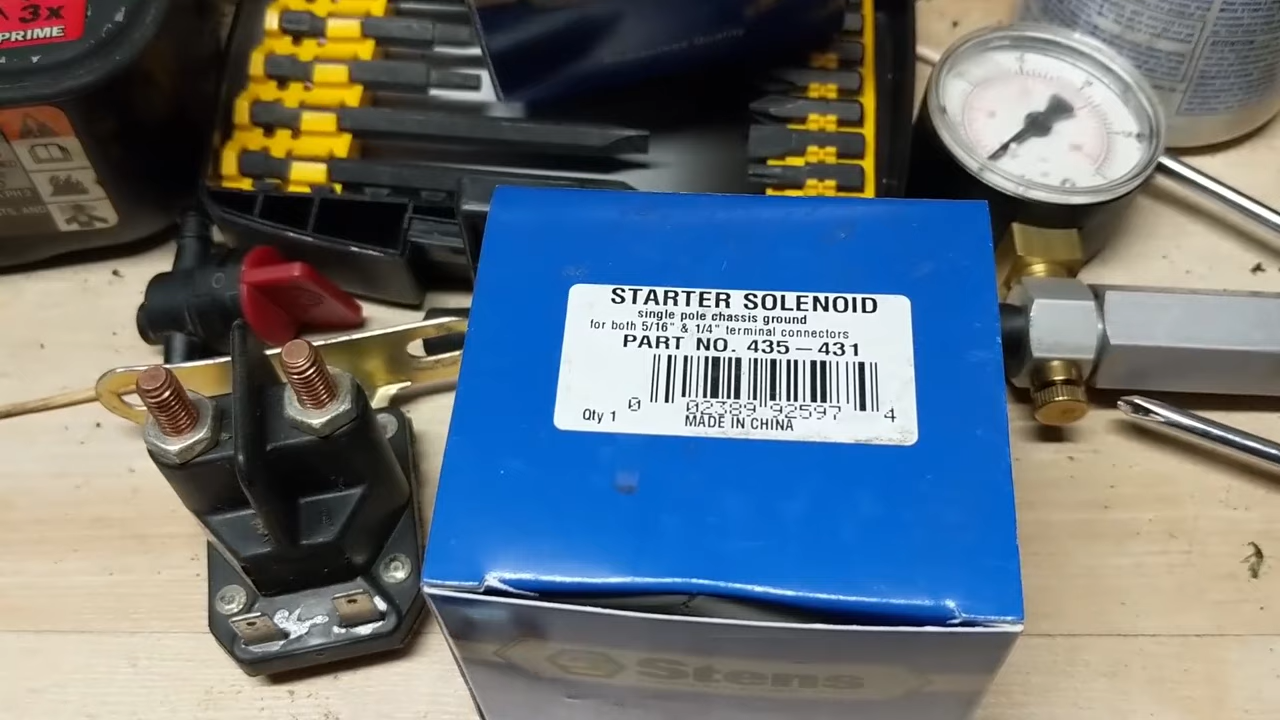 3x
PRIME
STARTER SOLENOID
single pole chassis ground
for both 5/16" & 1/4" terminal connectors
PART NO. 435-431
0 02389 92597 4
Qty 1
MADE IN CHINA
Stens